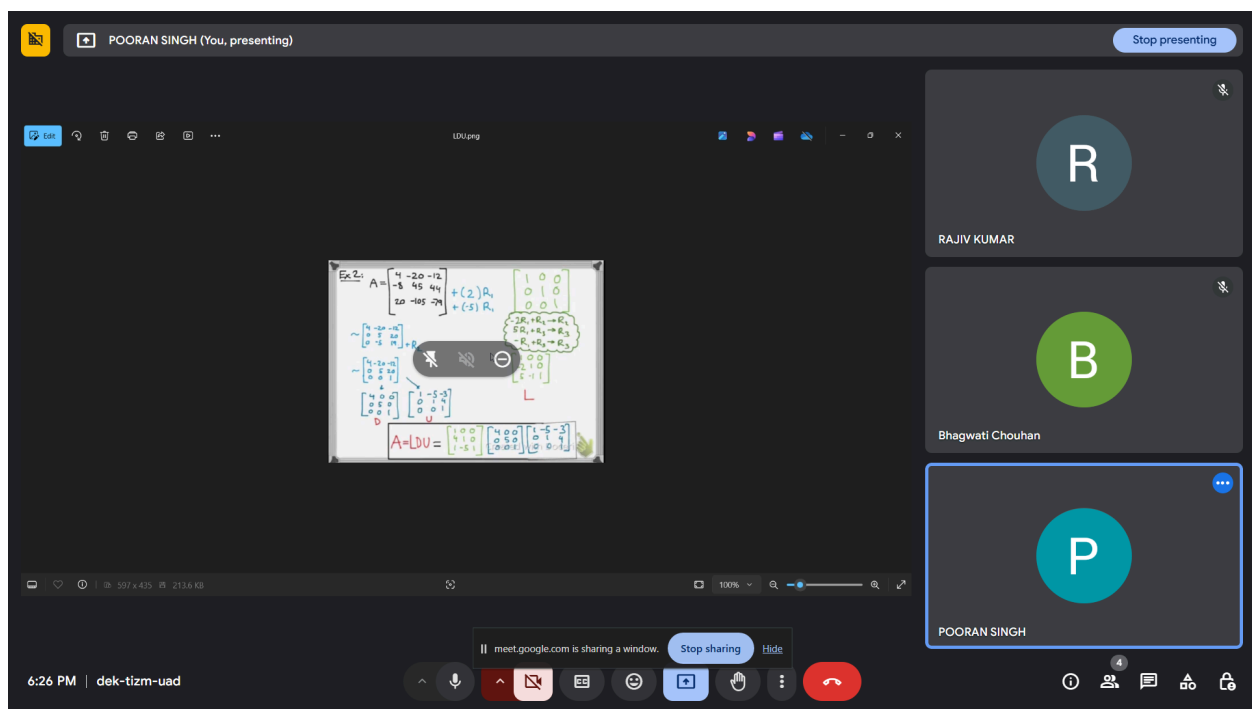 POORAN SINGH (You, presenting)
Stop presenting
Edit
LDU.png
Ex 2:
A= [4 -20 -12
-8 45 44
20 -105 -79]
+(2)R₁
+(-5) R₁
[1 0 0
0 1 0
0 0 1]
-2R₁+R₂→R₂
5R₁+R₃→R₃
-R₂+R₃→R₃
~ [4 -20 -12
0 5 20
0 -5 19]
~ [4 -20 -12
0 5 20
0 0 1]
L
[4 0 0
0 5 0
0 0 1]
D
[1 -5 -3
0 1 4
0 0 1]
U
A=LDU= [1 0 0
4 0 0
0 5 0
0 0 1]
[1 -5 -3
0 1 4
0 0 1]
597 x 435
213.6 KB
100%
RAJIV KUMAR
R
Bhagwati Chouhan
B
POORAN SINGH
P
meet.google.com is sharing a window.
Stop sharing
Hide
6:26 PM | dek-tizm-uad
CC
4